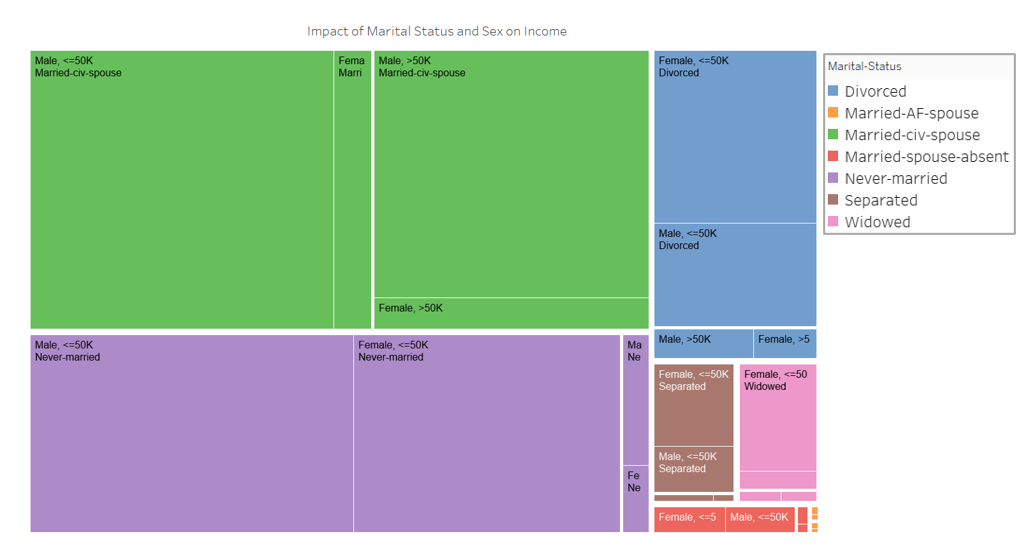 Impact of Marital Status and Sex on Income
Male, <=50K
Married-civ-spouse
Fema
Marri
Male, >50K
Married-civ-spouse
Female, >50K
Female, <=50K
Divorced
Male, <=50K
Divorced
Male, >50K
Female, >5
Male, <=50K
Never-married
Female, <=50K
Never-married
Ma
Ne
Fe
Ne
Female, <=50K
Separated
Male, <=50K
Separated
Female, <=50
Widowed
Female, <=5
Male, <=50K
Marital-Status
Divorced
Married-AF-spouse
Married-civ-spouse
Married-spouse-absent
Never-married
Separated
Widowed